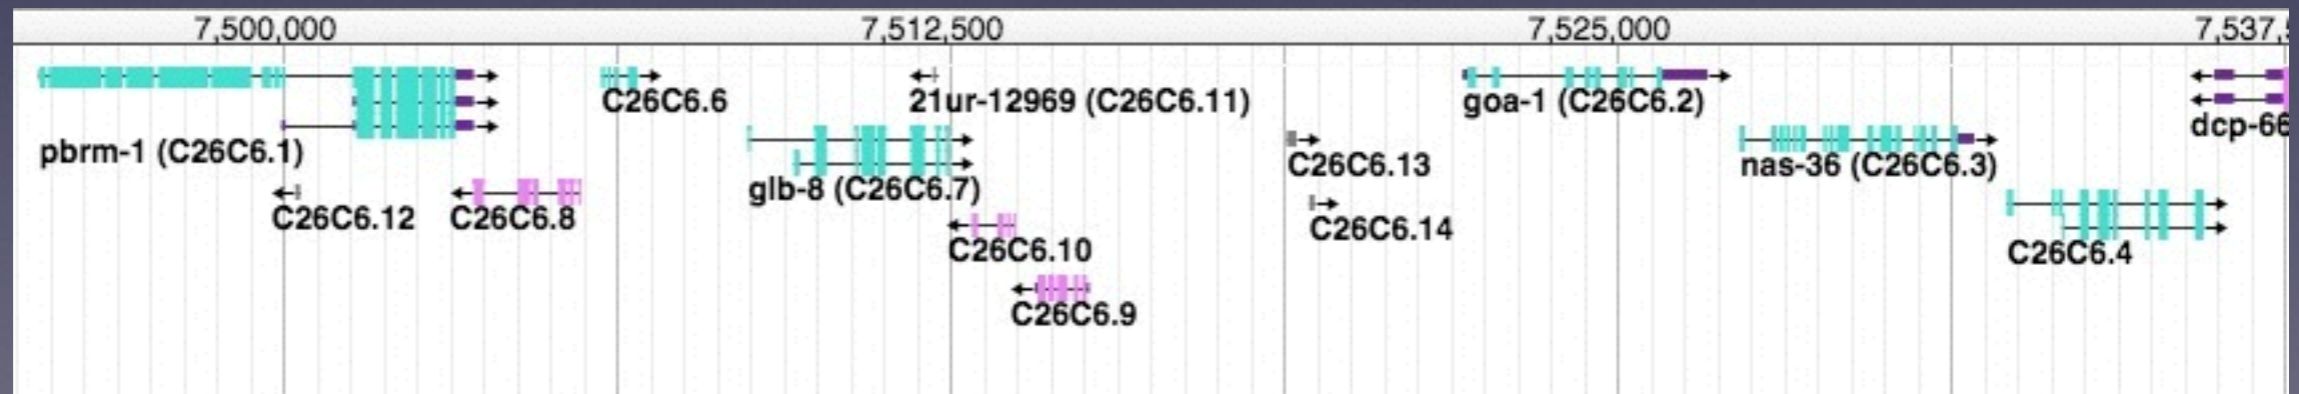 7,500,000 7,512,500 7,525,000 7,537,5
C26C6.6 21ur-12969 (C26C6.11) goa-1 (C26C6.2)
dcp-66
pbrm-1 (C26C6.1) C26C6.13 nas-36 (C26C6.3)
glb-8 (C26C6.7)
C26C6.12 C26C6.8 C26C6.14
C26C6.10 C26C6.4
C26C6.9